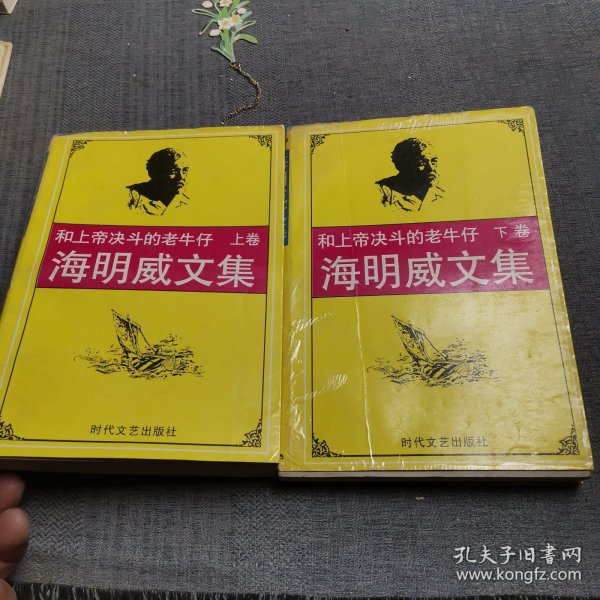 和上帝决斗的老牛仔 上卷
海明威文集
时代文艺出版社
和上帝决斗的老牛仔 下卷
海明威文集
时代文艺出版社
孔夫子旧書网
www.kongfz.com